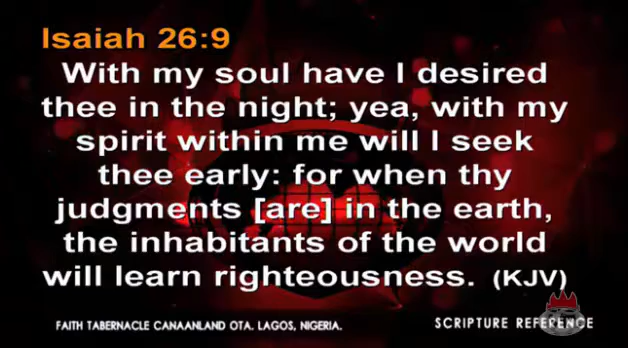 Isaiah 26:9
With my soul have I desired
thee in the night; yea, with my
spirit within me will I seek
thee early: for when thy
judgments [are] in the earth,
the inhabitants of the world
will learn righteousness. (KJV)
FAITH TABERNACLE CANAANLAND OTA. LAGOS, NIGERIA.
SCRIPTURE REFERENCE